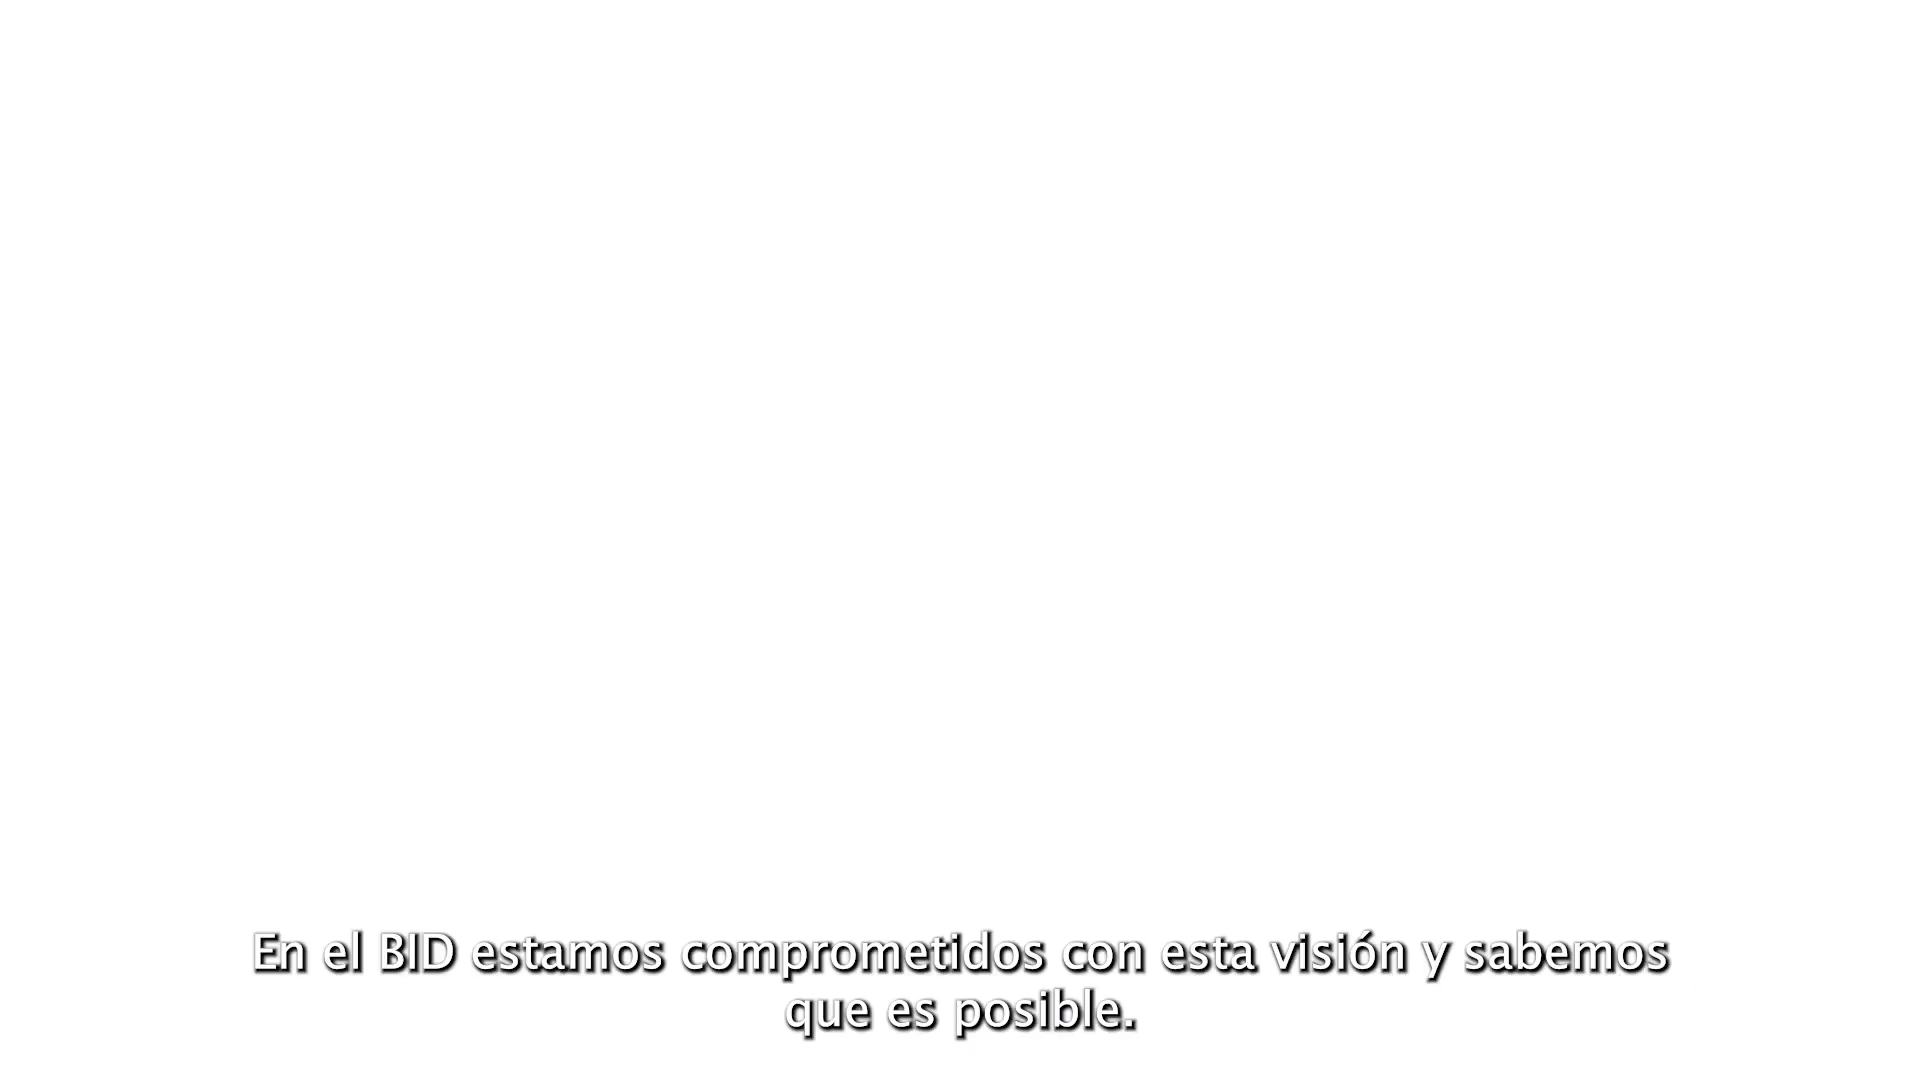 En el BID estamos comprometidos con esta visión y sabemos
que es posible.